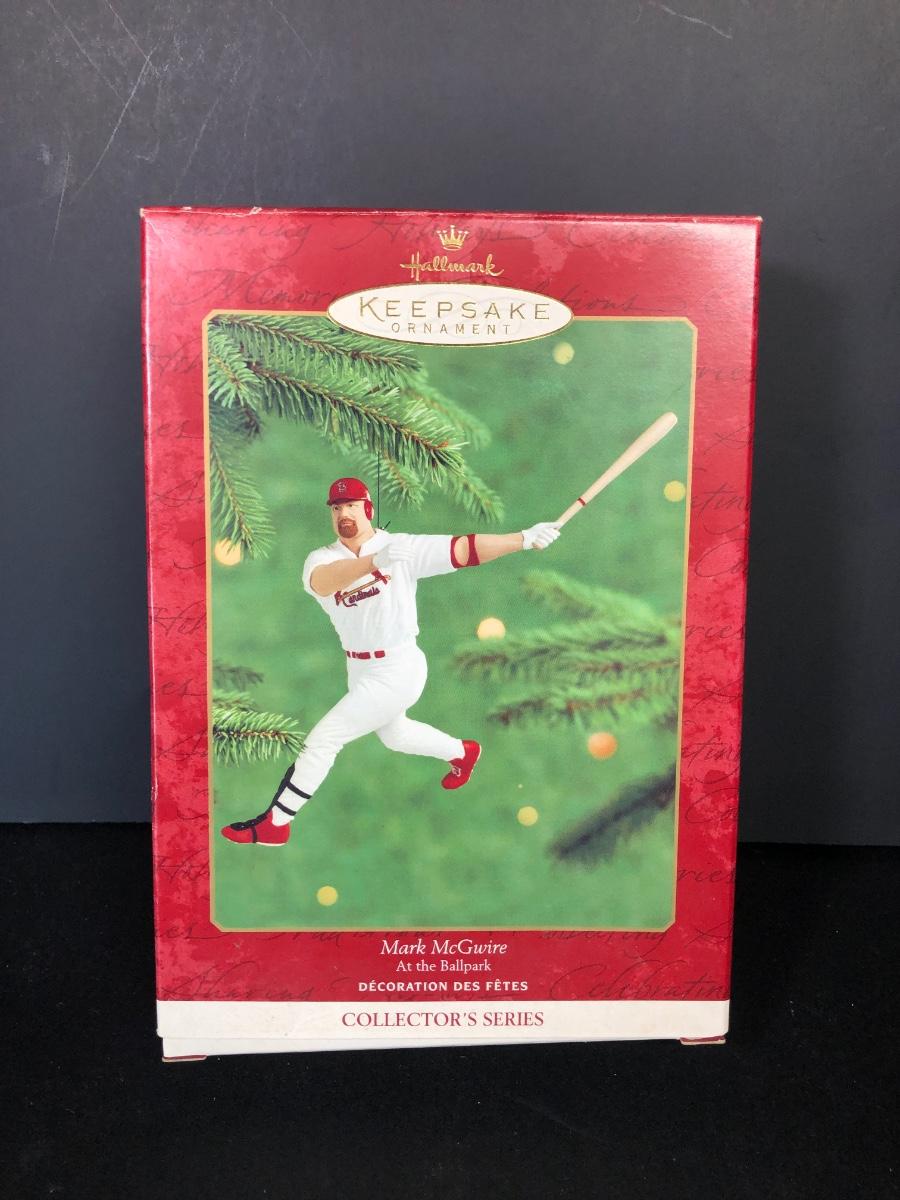 Hallmark
KEEPSAKE
ORNAMENT
Cardinals
Mark McGwire
At the Ballpark
DÉCORATION DES FÊTES
COLLECTOR'S SERIES